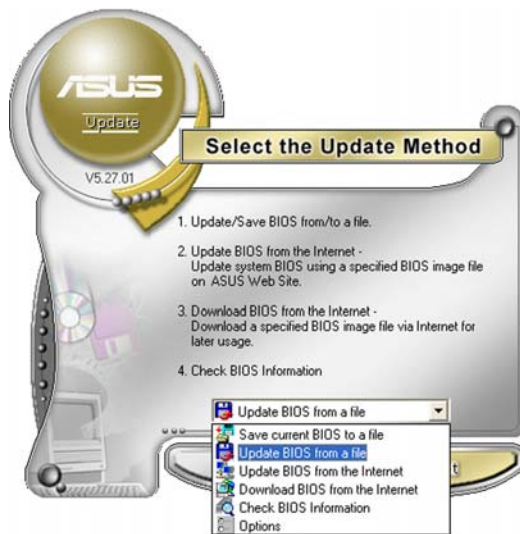 ASUS
Update
V5.27.01
Select the Update Method
1. Update/Save BIOS from/to a file.
2. Update BIOS from the Internet -
Update system BIOS using a specified BIOS image file
on ASUS Web Site.
3. Download BIOS from the Internet -
Download a specified BIOS image file via Internet for
later usage.
4. Check BIOS Information
Update BIOS from a file
Save current BIOS to a file
Update BIOS from a file
Update BIOS from the Internet
Download BIOS from the Internet
Check BIOS Information
Options